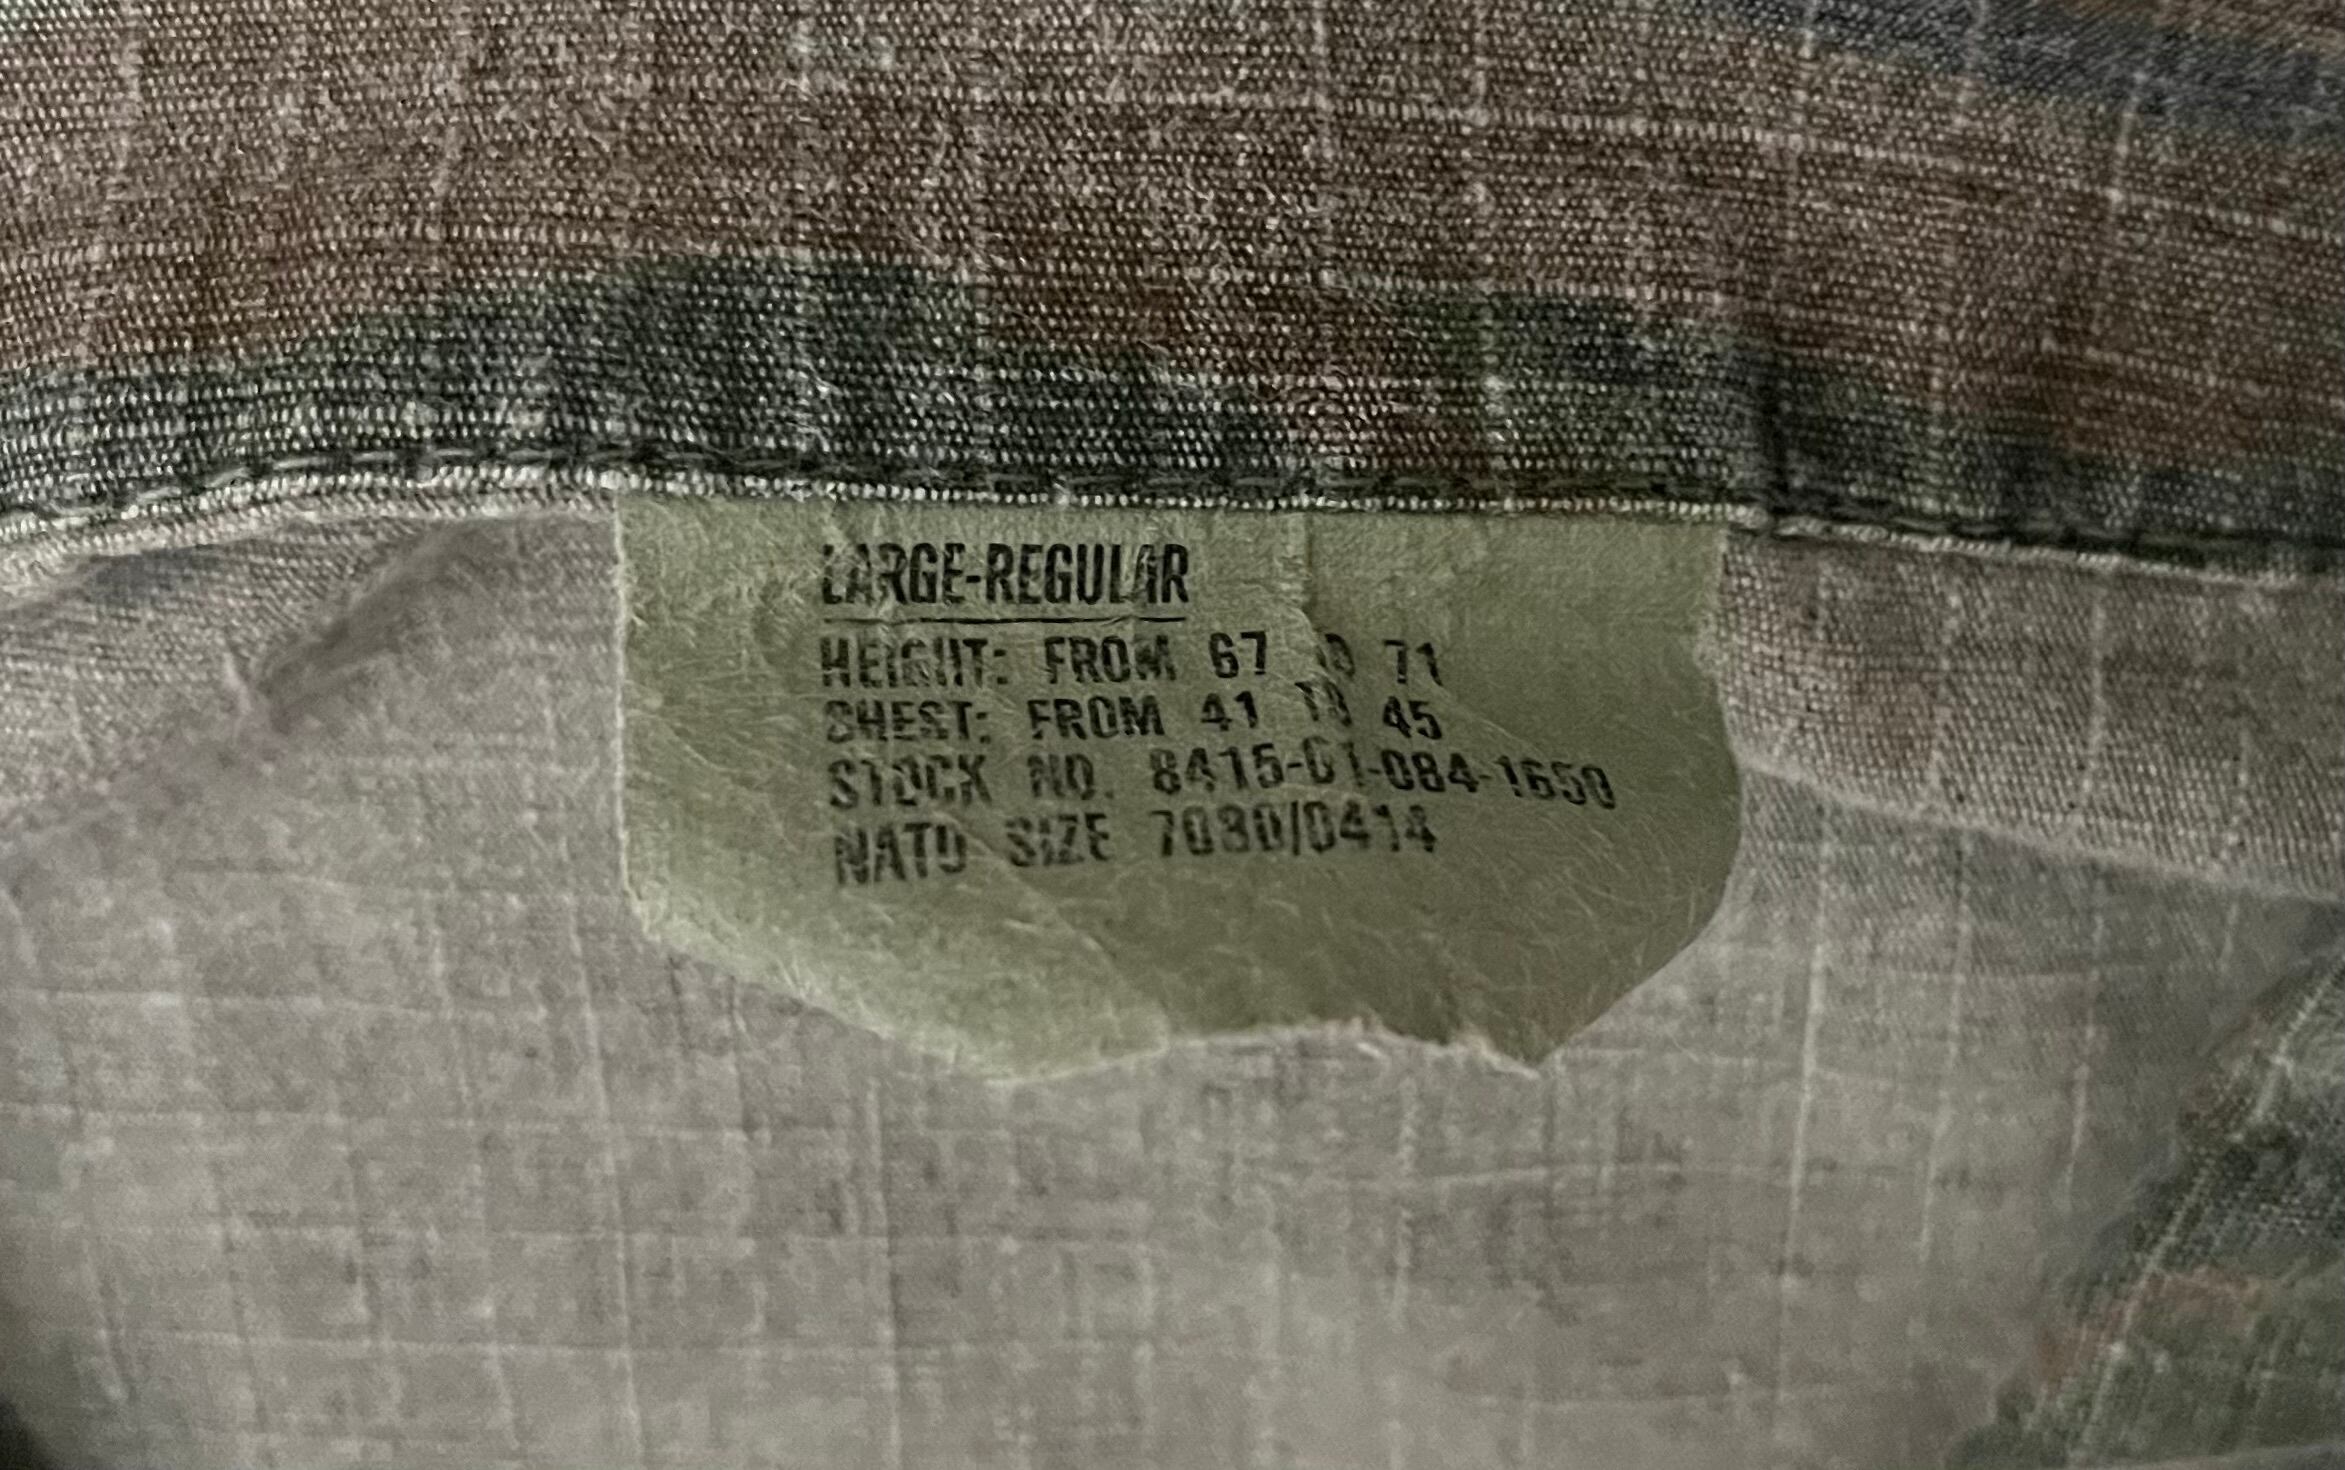 LARGE-REGULAR
HEIGHT: FROM 67 TO 71
CHEST: FROM 41 TO 45
STOCK NO. 8415-01-084-1650
NATO SIZE 7080/0414